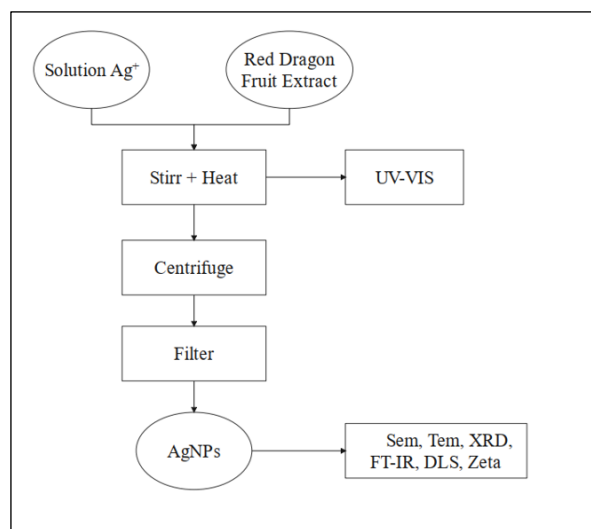 Solution Ag⁺
Red Dragon
Fruit Extract
Stirr + Heat
UV-VIS
Centrifuge
Filter
AgNPs
Sem, Tem, XRD,
FT-IR, DLS, Zeta